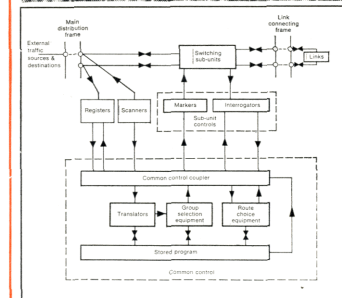 Main
distribution
frame
Link
connecting
frame
External
traffic
sources &
destinations
Switching
sub-units
Links
Registers
Scanners
Markers
Interrogators
Sub-unit
controls
Common control coupler
Translators
Group
selection
equipment
Route
choice
equipment
Stored program
Common control